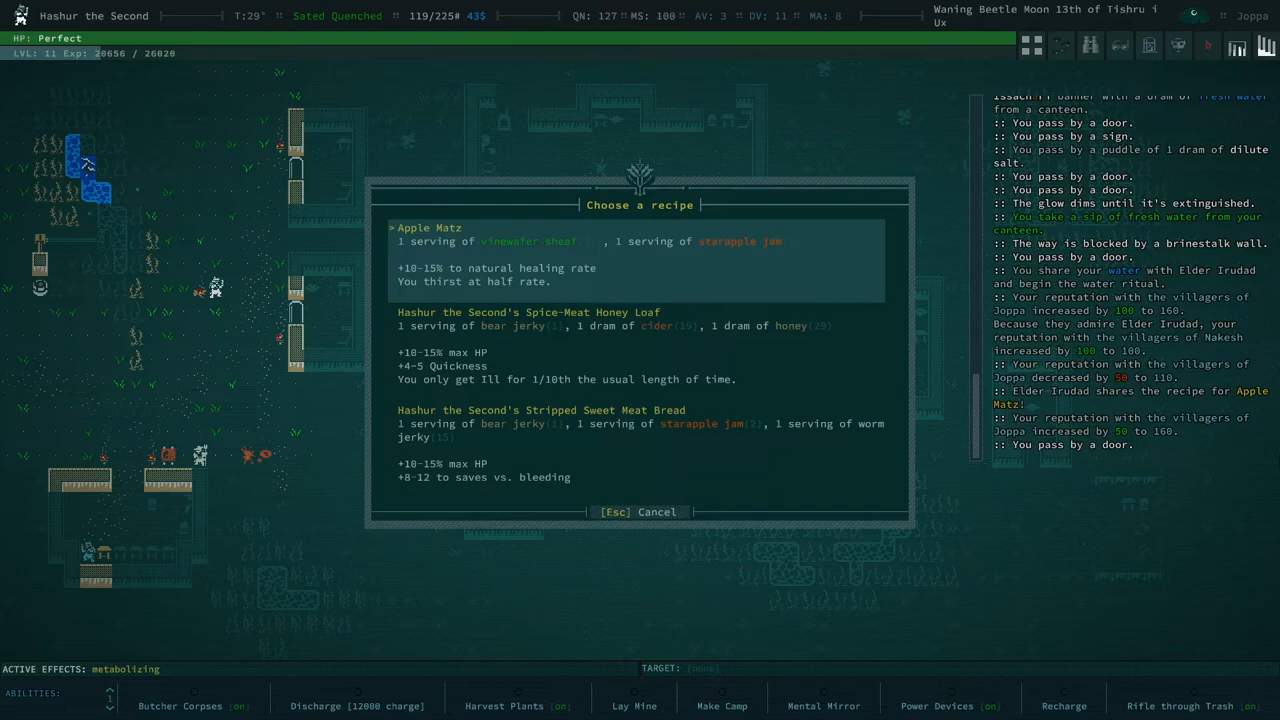 Hashur the Second T:29° Sated Quenched 119/225# 43$ QN: 127 MS: 100 AV: 3 DV: 11 MA: 8 Waning Beetle Moon 13th of Tishru i Ux Joppa
HP: Perfect
LVL: 11 Exp: 20656 / 26020
Choose a recipe
> Apple Matz
1 serving of vinewafer sheaf , 1 serving of starapple jam
+10-15% to natural healing rate
You thirst at half rate.
Hashur the Second's Spice-Meat Honey Loaf
1 serving of bear jerky(1), 1 dram of cider(19), 1 dram of honey(29)
+10-15% max HP
+4-5 Quickness
You only get Ill for 1/10th the usual length of time.
Hashur the Second's Stripped Sweet Meat Bread
1 serving of bear jerky(1), 1 serving of starapple jam(2), 1 serving of worm
jerky(15)
+10-15% max HP
+8-12 to saves vs. bleeding
[Esc] Cancel
banner with a dram of fresh water
from a canteen.
:: You pass by a door.
:: You pass by a sign.
:: You pass by a puddle of 1 dram of dilute
salt.
:: You pass by a door.
:: You pass by a door.
:: The glow dims until it's extinguished.
:: You take a sip of fresh water from your
canteen.
:: The way is blocked by a brinestalk wall.
:: You pass by a door.
:: You share your water with Elder Irudad
and begin the water ritual.
:: Your reputation with the villagers of
Joppa increased by 100 to 160.
Because they admire Elder Irudad, your
reputation with the villagers of Nakesh
increased by 100 to 100.
:: Your reputation with the villagers of
Joppa decreased by 50 to 110.
:: Elder Irudad shares the recipe for Apple
Matz!
:: Your reputation with the villagers of
Joppa increased by 50 to 160.
:: You pass by a door.
ACTIVE EFFECTS: metabolizing TARGET: [none]
ABILITIES: 1 Butcher Corpses [on] Discharge [12000 charge] Harvest Plants [on] Lay Mine Make Camp Mental Mirror Power Devices [on] Recharge Rifle through Trash [on]